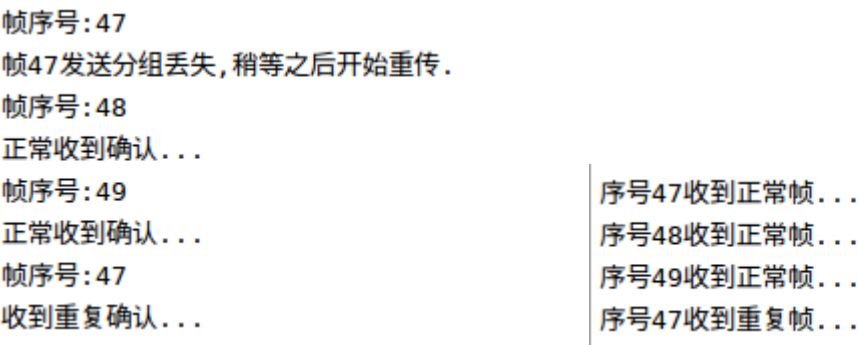 帧序号:47
帧47发送分组丢失,稍等之后开始重传.
帧序号:48
正常收到确认...
帧序号:49
正常收到确认...
帧序号:47
收到重复确认...
序号47收到正常帧...
序号48收到正常帧...
序号49收到正常帧...
序号47收到重复帧...